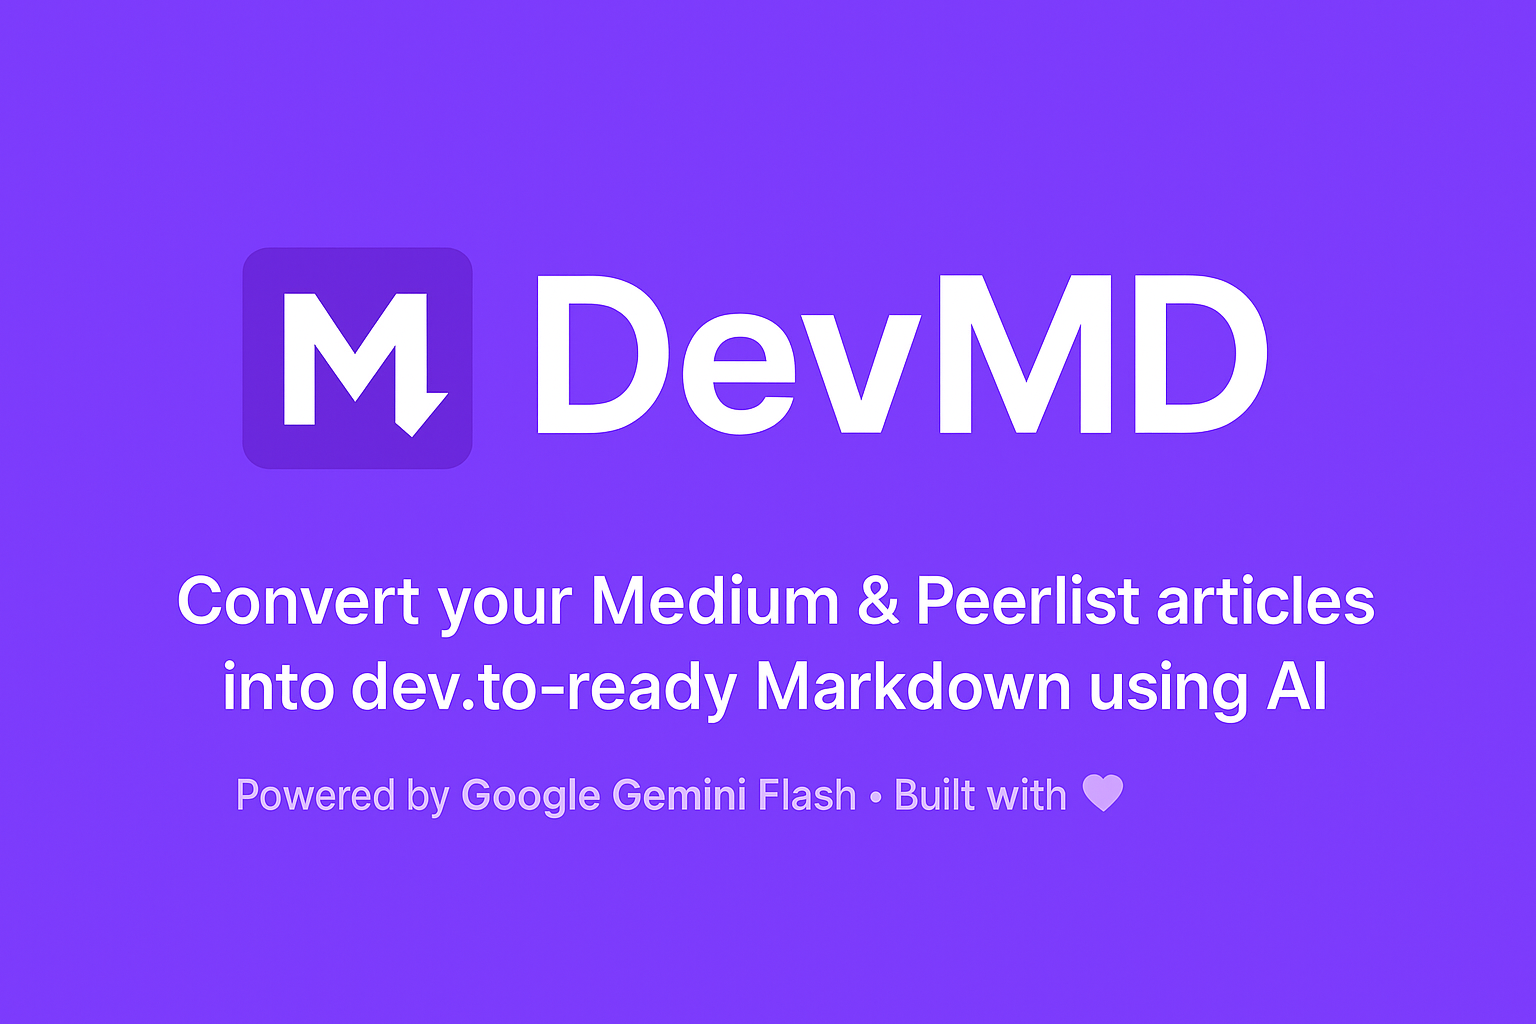 M DevMD
Convert your Medium & Peerlist articles
into dev.to-ready Markdown using AI
Powered by Google Gemini Flash • Built with 💜